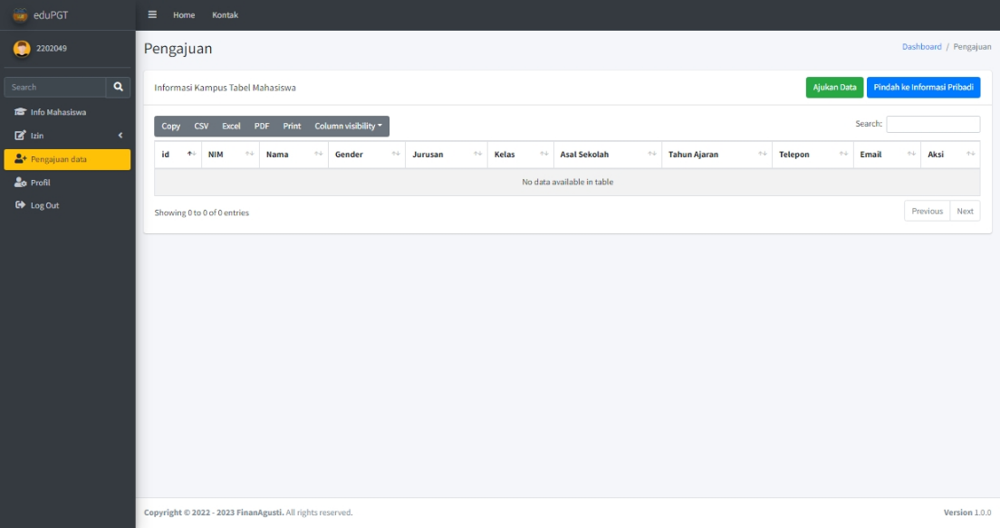 eduPGT
Home Kontak
2202049
Search
Info Mahasiswa
Izin
Pengajuan data
Profil
Log Out
Pengajuan
Dashboard / Pengajuan
Informasi Kampus Tabel Mahasiswa
Ajukan Data Pindah ke Informasi Pribadi
Copy CSV Excel PDF Print Column visibility
Search:
id NIM Nama Gender Jurusan Kelas Asal Sekolah Tahun Ajaran Telepon Email Aksi
No data available in table
Showing 0 to 0 of 0 entries
Previous Next
Copyright © 2022 - 2023 FinanAgusti. All rights reserved.
Version 1.0.0